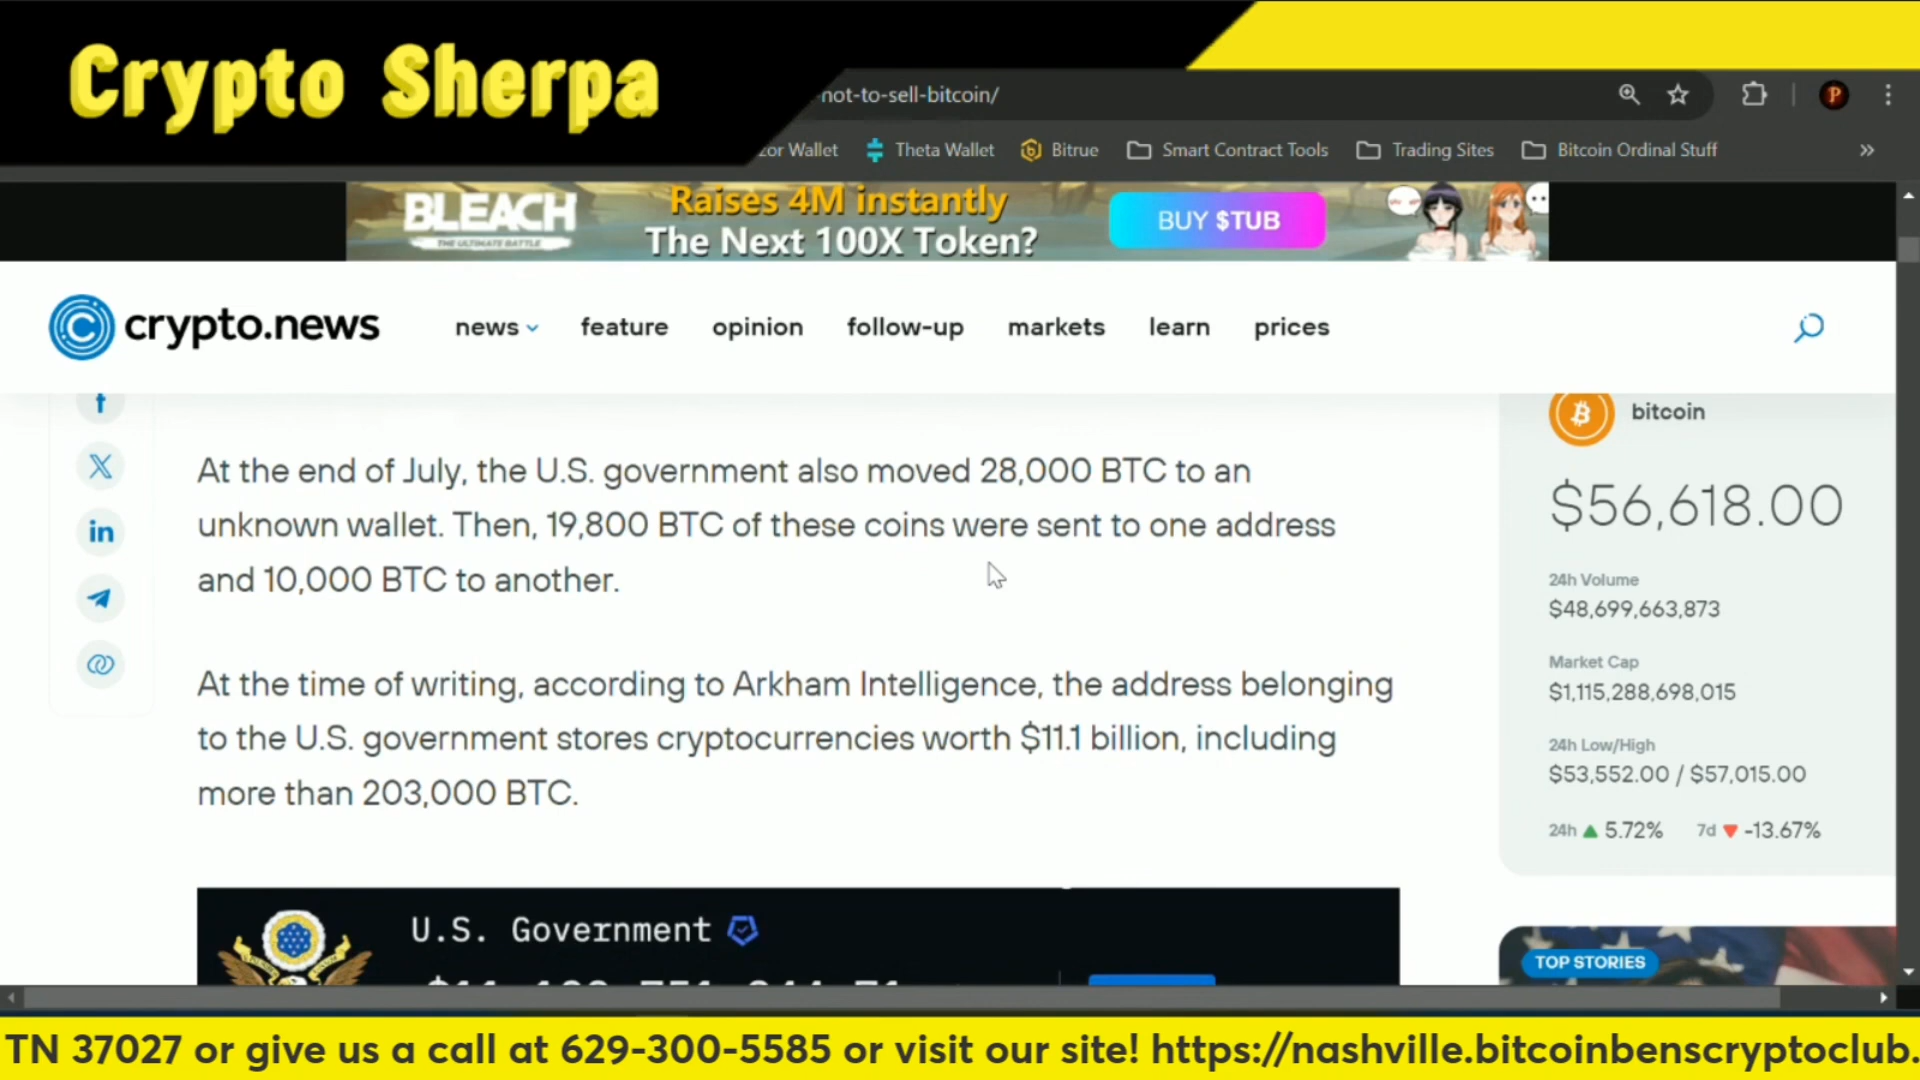 Crypto Sherpa
not-to-sell-bitcoin/
zor Wallet Theta Wallet Bitrue Smart Contract Tools Trading Sites Bitcoin Ordinal Stuff »
BLEACH
THE ULTIMATE BATTLE
Raises 4M instantly
The Next 100X Token?
BUY $TUB
crypto.news
news feature opinion follow-up markets learn prices
At the end of July, the U.S. government also moved 28,000 BTC to an
unknown wallet. Then, 19,800 BTC of these coins were sent to one address
and 10,000 BTC to another.
At the time of writing, according to Arkham Intelligence, the address belonging
to the U.S. government stores cryptocurrencies worth $11.1 billion, including
more than 203,000 BTC.
U.S. Government
bitcoin
$56,618.00
24h Volume
$48,699,663,873
Market Cap
$1,115,288,698,015
24h Low/High
$53,552.00 / $57,015.00
24h 5.72% 7d -13.67%
TOP STORIES
TN 37027 or give us a call at 629-300-5585 or visit our site! https://nashville.bitcoinbenscryptoclub.